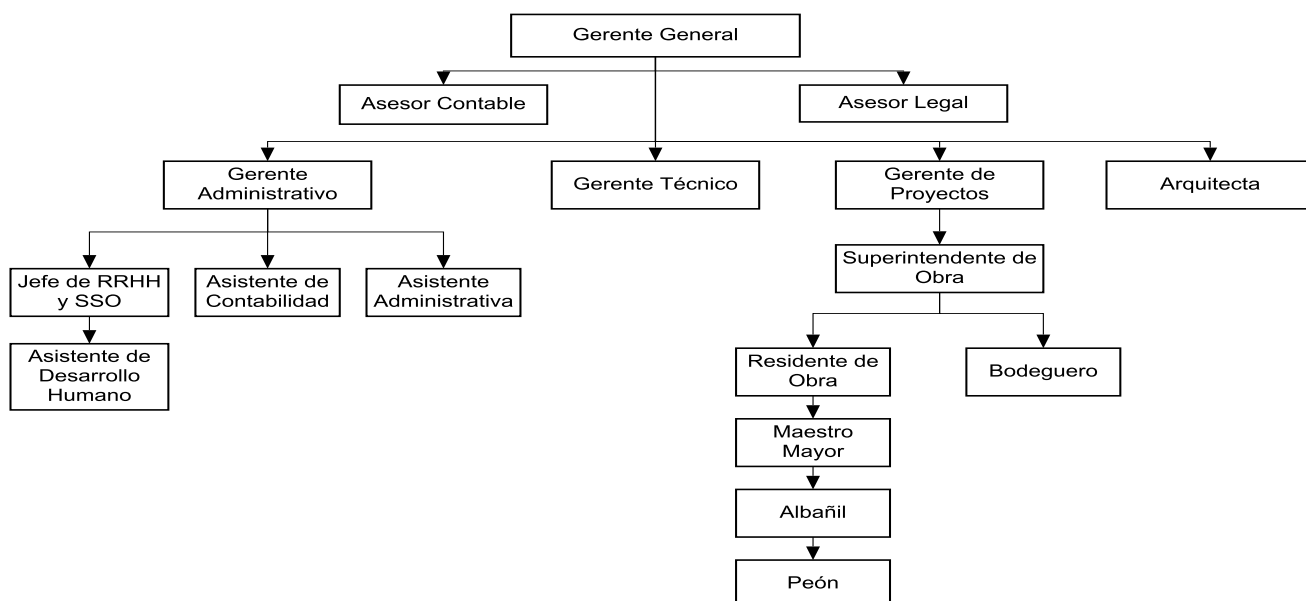 Gerente General
Asesor Contable
Asesor Legal
Gerente
Administrativo
Gerente Técnico
Gerente de
Proyectos
Arquitecta
Jefe de RRHH
y SSO
Asistente de
Contabilidad
Asistente
Administrativa
Superintendente de
Obra
Asistente de
Desarrollo
Humano
Residente de
Obra
Bodeguero
Maestro
Mayor
Albañil
Peón